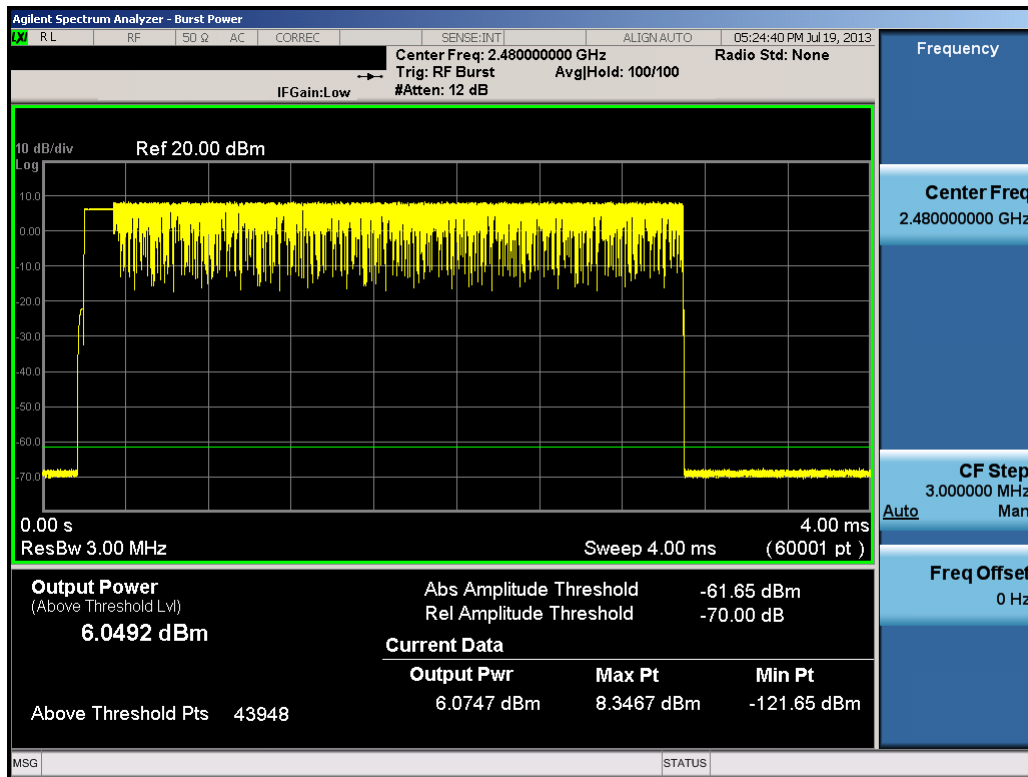 Agilent Spectrum Analyzer - Burst Power
LXI RL RF 50 Ω AC CORREC SENSE:INT ALIGN AUTO 05:24:40 PM Jul 19, 2013
Center Freq: 2.480000000 GHz Radio Std: None
Trig: RF Burst Avg|Hold: 100/100
IFGain:Low #Atten: 12 dB
10 dB/div Ref 20.00 dBm
Log
10.0
0.00
-10.0
-20.0
-30.0
-40.0
-50.0
-60.0
-70.0
0.00 s 4.00 ms
ResBw 3.00 MHz Sweep 4.00 ms (60001 pt)
Output Power
(Above Threshold Lvl)
6.0492 dBm
Above Threshold Pts 43948
Abs Amplitude Threshold -61.65 dBm
Rel Amplitude Threshold -70.00 dB
Current Data
Output Pwr Max Pt Min Pt
6.0747 dBm 8.3467 dBm -121.65 dBm
MSG STATUS
Frequency
Center Freq
2.480000000 GHz
CF Step
3.000000 MHz
Auto Man
Freq Offset
0 Hz